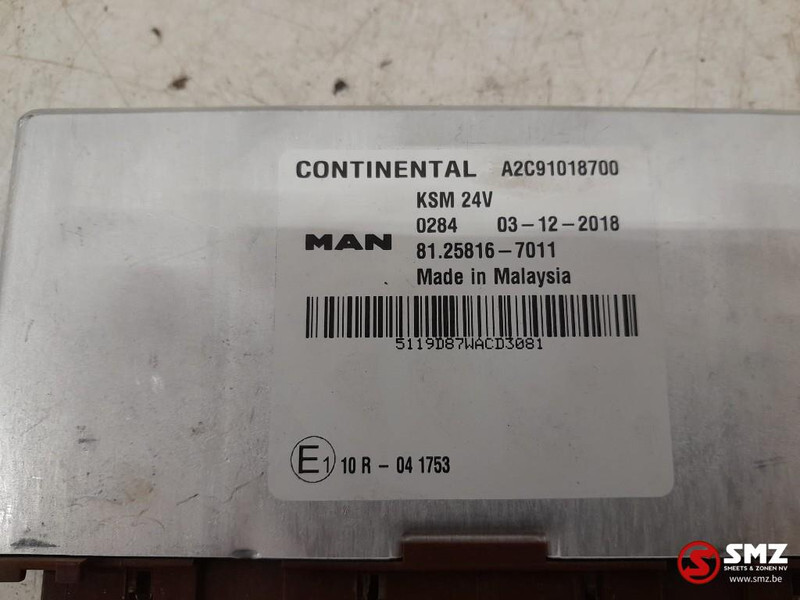 CONTINENTAL A2C91018700
KSM 24V
0284 03-12-2018
MAN 81.25816-7011
Made in Malaysia
5119D87WACD3081
E1 10 R - 04 1753
SMZ
SMEETS & ZONEN NV
www.smz.be